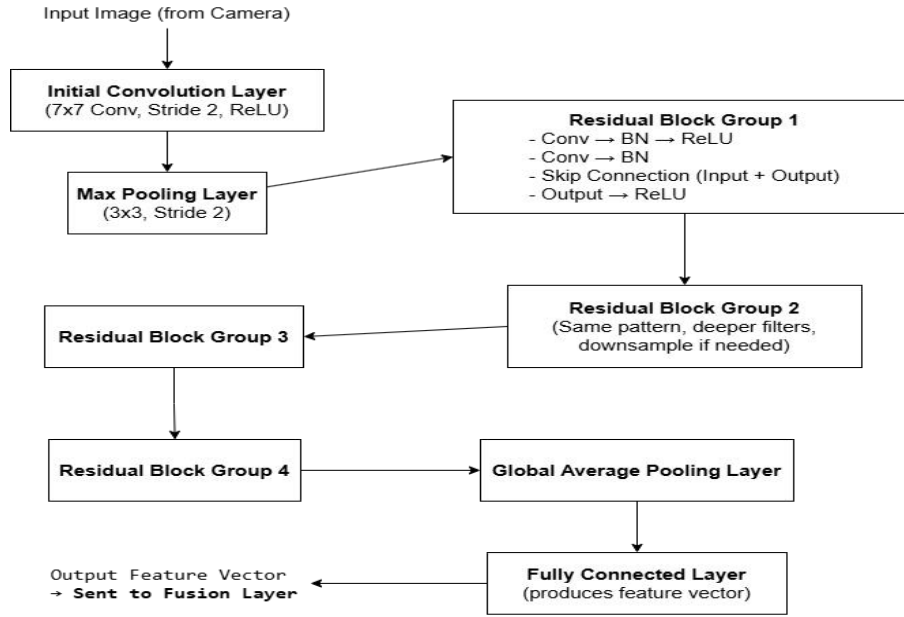 Input Image (from Camera)
Initial Convolution Layer
(7x7 Conv, Stride 2, ReLU)
Max Pooling Layer
(3x3, Stride 2)
Residual Block Group 1
- Conv → BN → ReLU
- Conv → BN
- Skip Connection (Input + Output)
- Output → ReLU
Residual Block Group 2
(Same pattern, deeper filters,
downsample if needed)
Residual Block Group 3
Residual Block Group 4
Global Average Pooling Layer
Fully Connected Layer
(produces feature vector)
Output Feature Vector
→ Sent to Fusion Layer